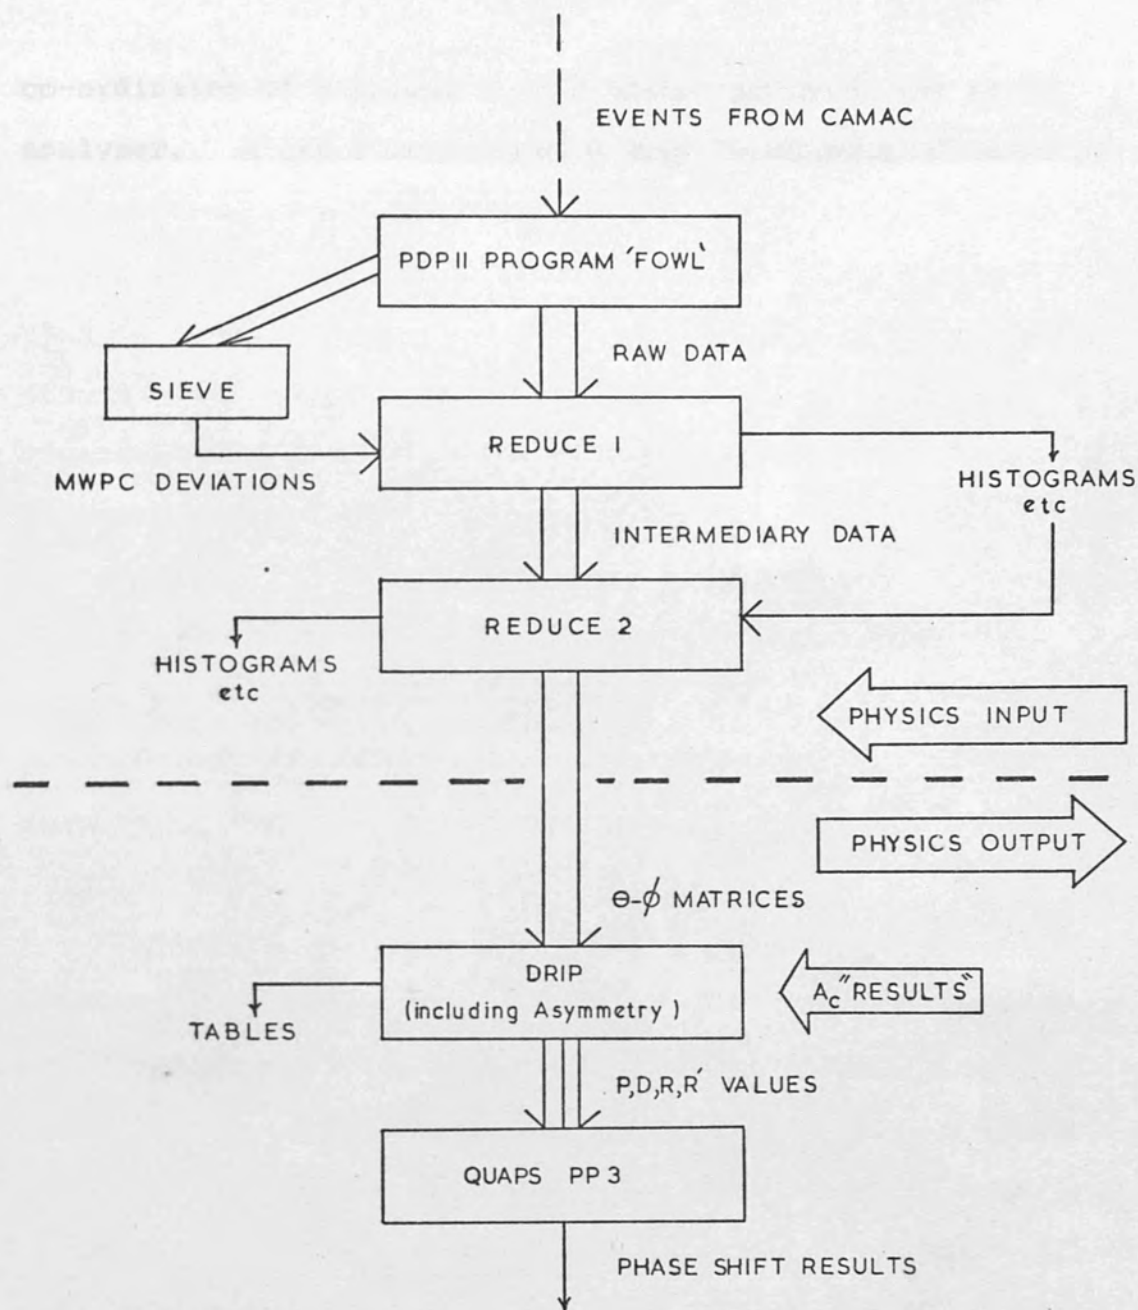 EVENTS FROM CAMAC
PDP11 PROGRAM 'FOWL'
RAW DATA
SIEVE
REDUCE 1
MWPC DEVIATIONS
HISTOGRAMS
etc
INTERMEDIARY DATA
REDUCE 2
HISTOGRAMS
etc
PHYSICS INPUT
PHYSICS OUTPUT
θ-ϕ MATRICES
DRIP
(including Asymmetry)
Ac "RESULTS"
TABLES
P,D,R,R' VALUES
QUAPS PP3
PHASE SHIFT RESULTS